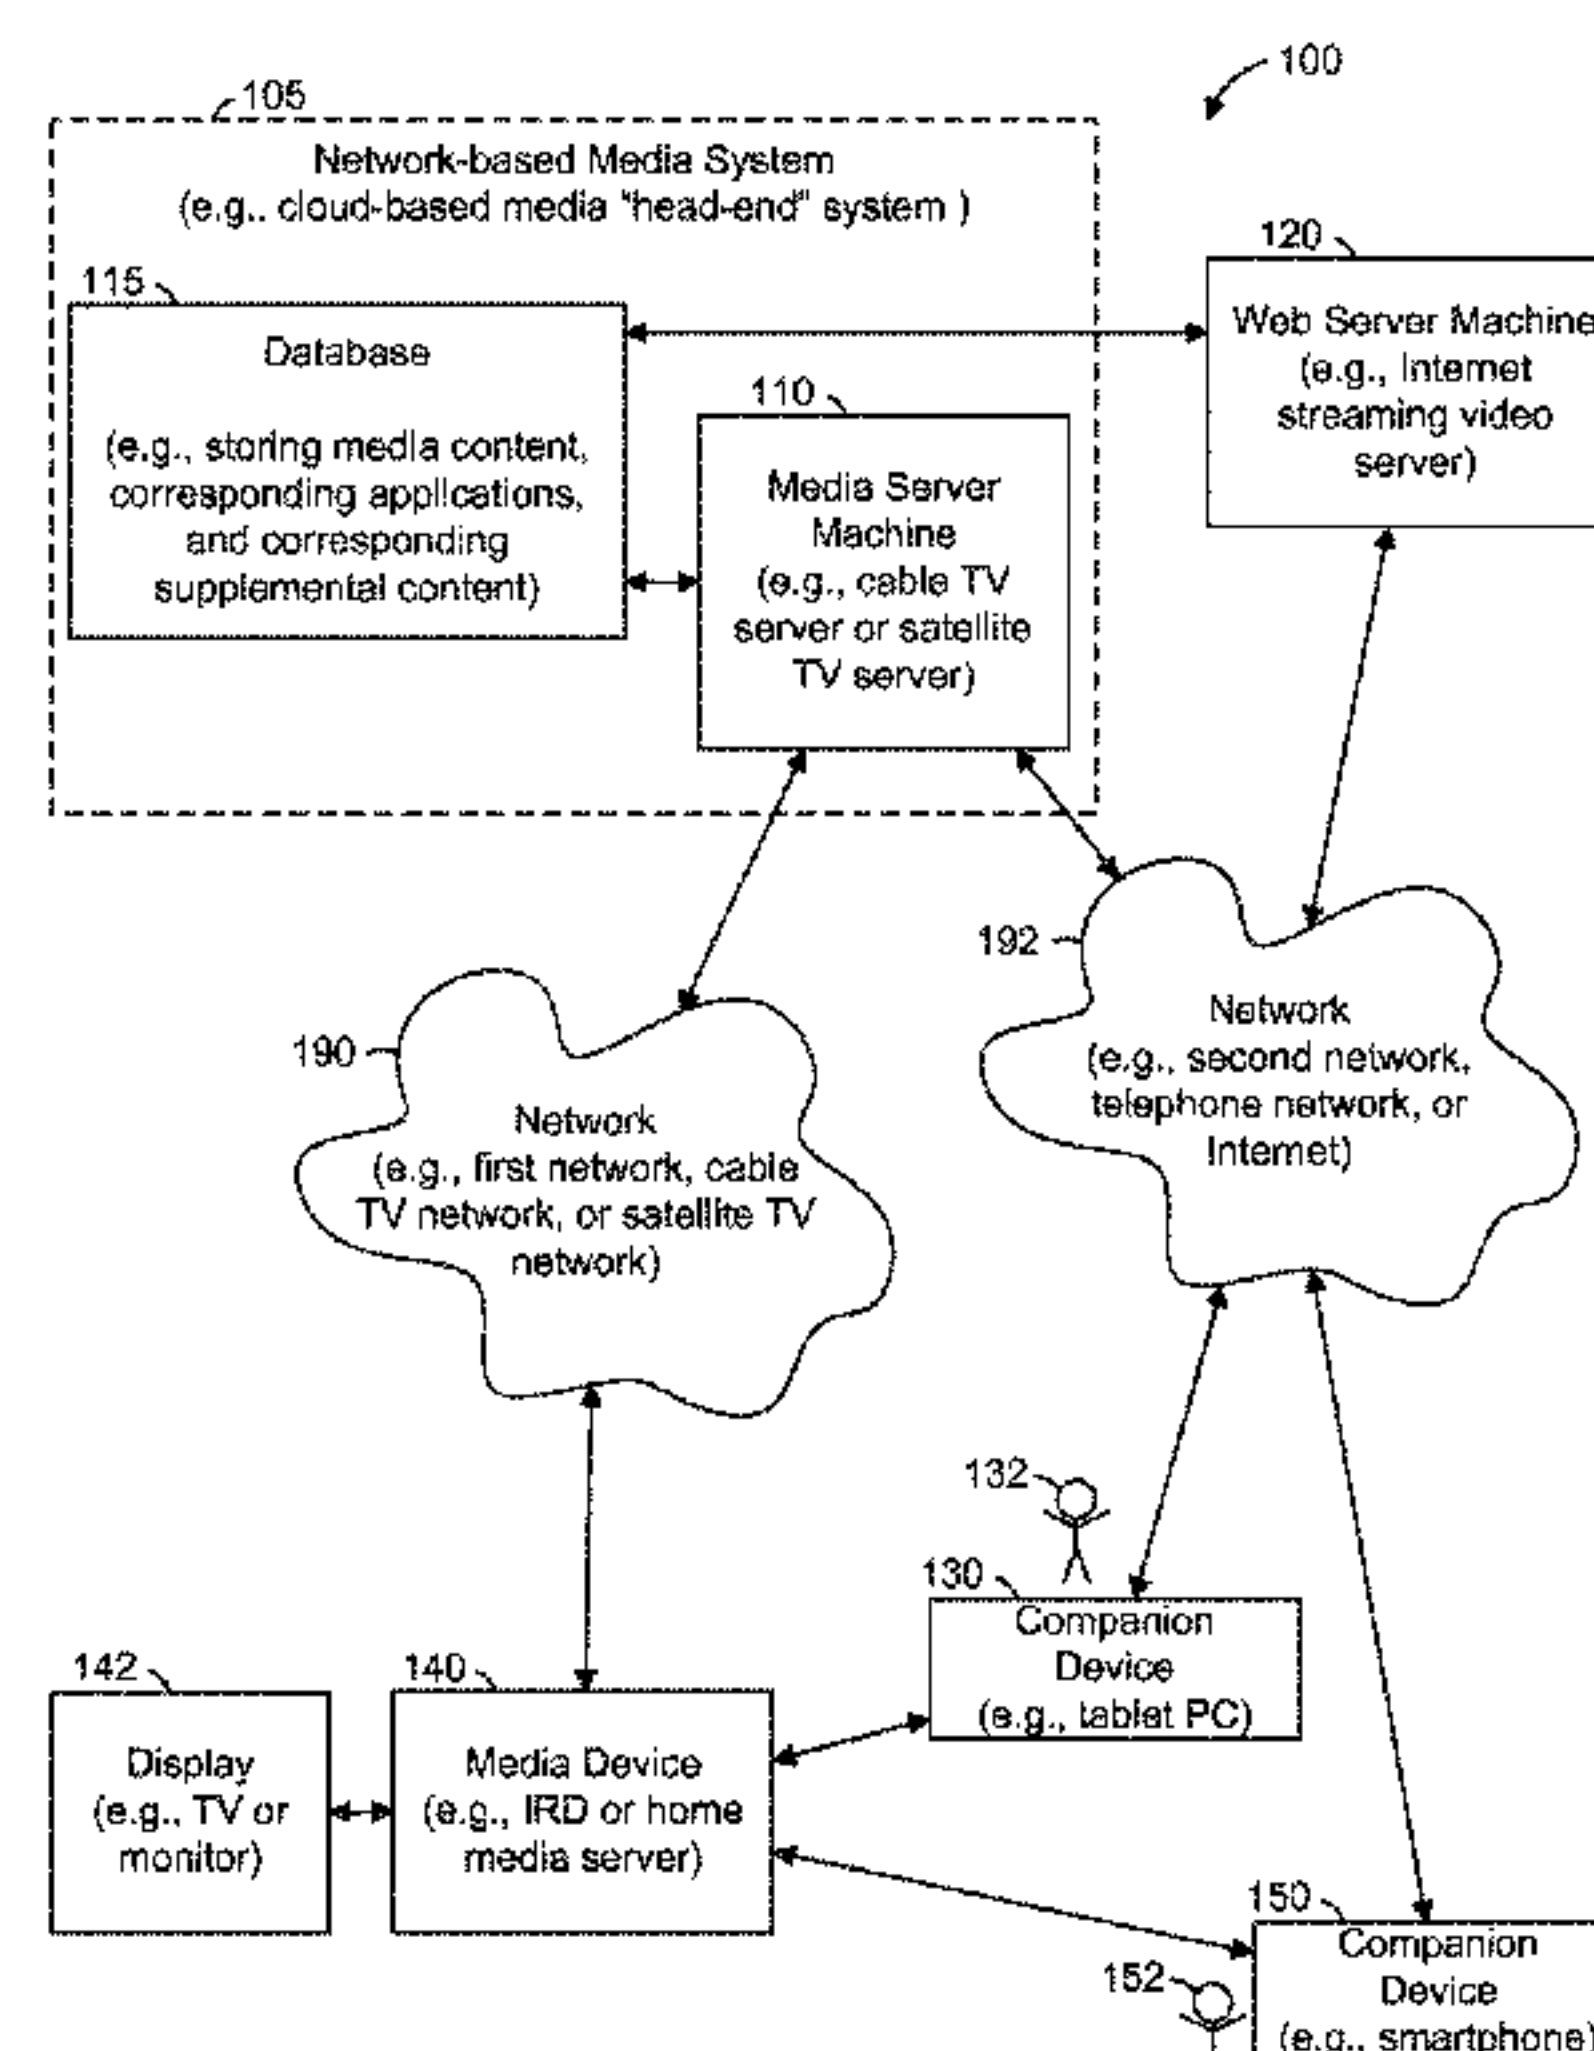 100
105
Network-based Media System
(e.g.. cloud-based media "head-end" system )
120
115
Web Server Machine
(e.g., Internet
streaming video
server)
Database
(e.g., storing media content,
corresponding applications,
and corresponding
supplemental content)
110
Media Server
Machine
(e.g., cable TV
server or satellite
TV server)
192
Network
(e.g., second network,
telephone network, or
Internet)
190
Network
(e.g., first network, cable
TV network, or satellite TV
network)
132
130
Companion
Device
(e.g., tablet PC)
142
Display
(e.g., TV or
monitor)
140
Media Device
(e.g., IRD or home
media server)
150
Companion
Device
(e.g., smartphone)
152